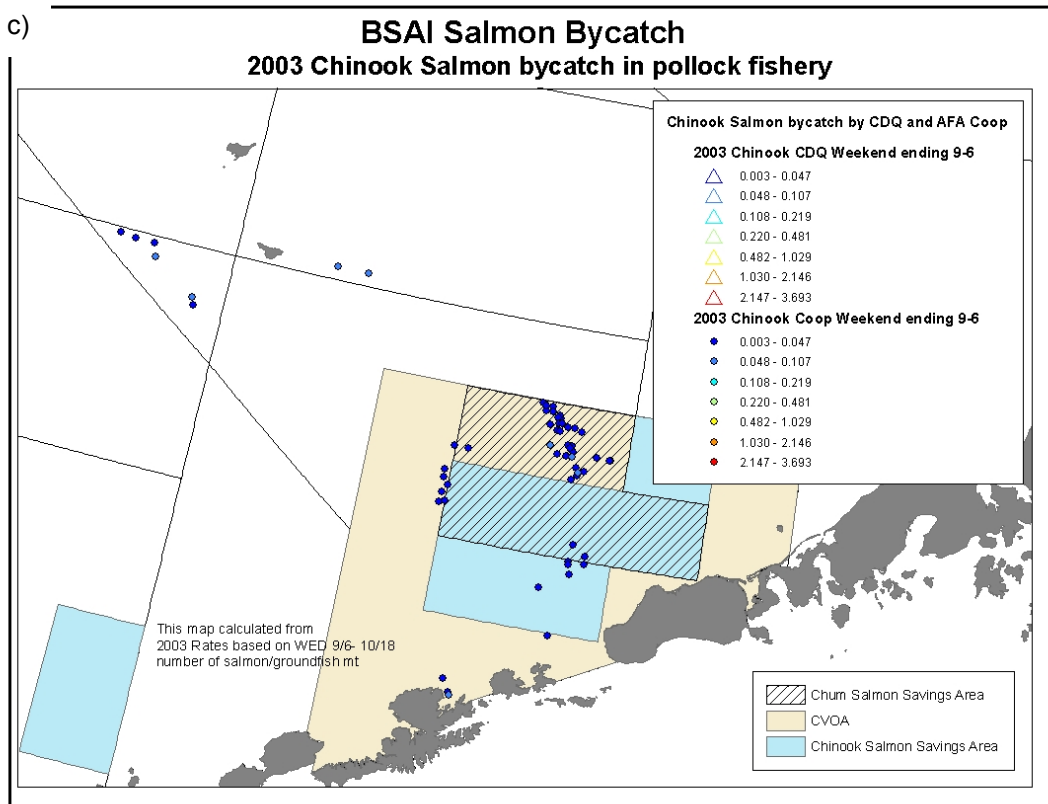 c)
BSAI Salmon Bycatch
2003 Chinook Salmon bycatch in pollock fishery
Chinook Salmon bycatch by CDQ and AFA Coop
2003 Chinook CDQ Weekend ending 9-6
0.003 - 0.047
0.048 - 0.107
0.108 - 0.219
0.220 - 0.481
0.482 - 1.029
1.030 - 2.146
2.147 - 3.693
2003 Chinook Coop Weekend ending 9-6
0.003 - 0.047
0.048 - 0.107
0.108 - 0.219
0.220 - 0.481
0.482 - 1.029
1.030 - 2.146
2.147 - 3.693
This map calculated from
2003 Rates based on WED 9/6- 10/18
number of salmon/groundfish mt
Chum Salmon Savings Area
CVOA
Chinook Salmon Savings Area